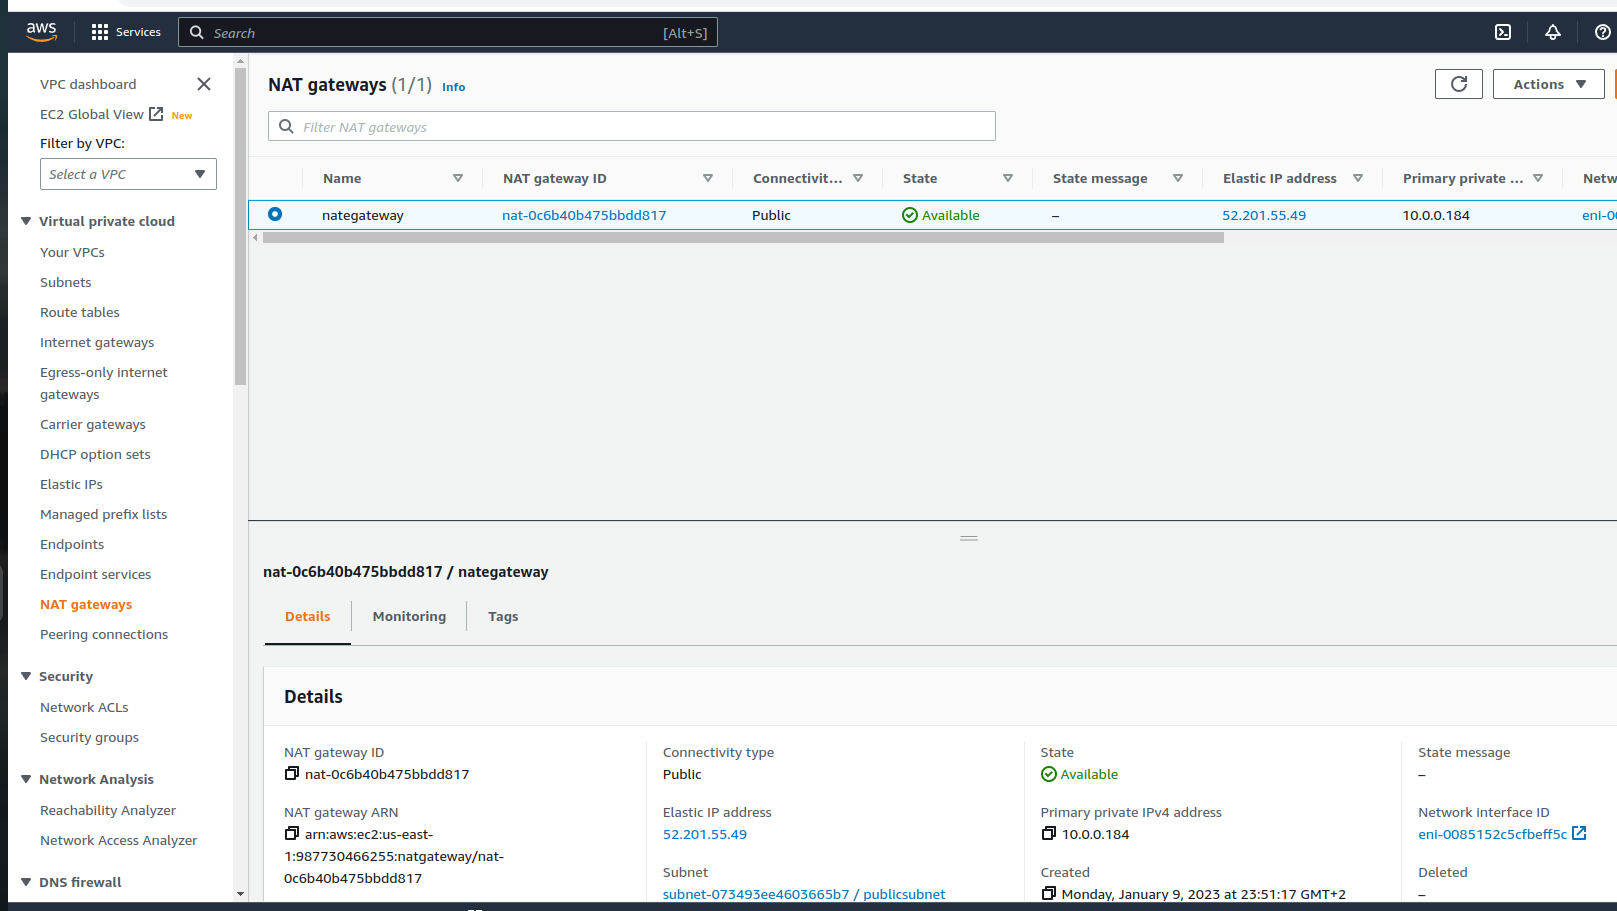 aws Services Search [Alt+S]
VPC dashboard
EC2 Global View New
Filter by VPC:
Select a VPC
Virtual private cloud
Your VPCs
Subnets
Route tables
Internet gateways
Egress-only internet
gateways
Carrier gateways
DHCP option sets
Elastic IPs
Managed prefix lists
Endpoints
Endpoint services
NAT gateways
Peering connections
Security
Network ACLs
Security groups
Network Analysis
Reachability Analyzer
Network Access Analyzer
DNS firewall
NAT gateways (1/1) Info
Actions
Filter NAT gateways
Name NAT gateway ID Connectivit... State State message Elastic IP address Primary private ... Netw
nategateway nat-0c6b40b475bbdd817 Public Available – 52.201.55.49 10.0.0.184 eni-0
nat-0c6b40b475bbdd817 / nategateway
Details Monitoring Tags
Details
NAT gateway ID
nat-0c6b40b475bbdd817
NAT gateway ARN
arn:aws:ec2:us-east-
1:987730466255:natgateway/nat-
0c6b40b475bbdd817
Connectivity type
Public
Elastic IP address
52.201.55.49
Subnet
subnet-073493ee4603665b7 / publicsubnet
State
Available
Primary private IPv4 address
10.0.0.184
Created
Monday, January 9, 2023 at 23:51:17 GMT+2
State message
–
Network interface ID
eni-0085152c5cfbeff5c
Deleted
–